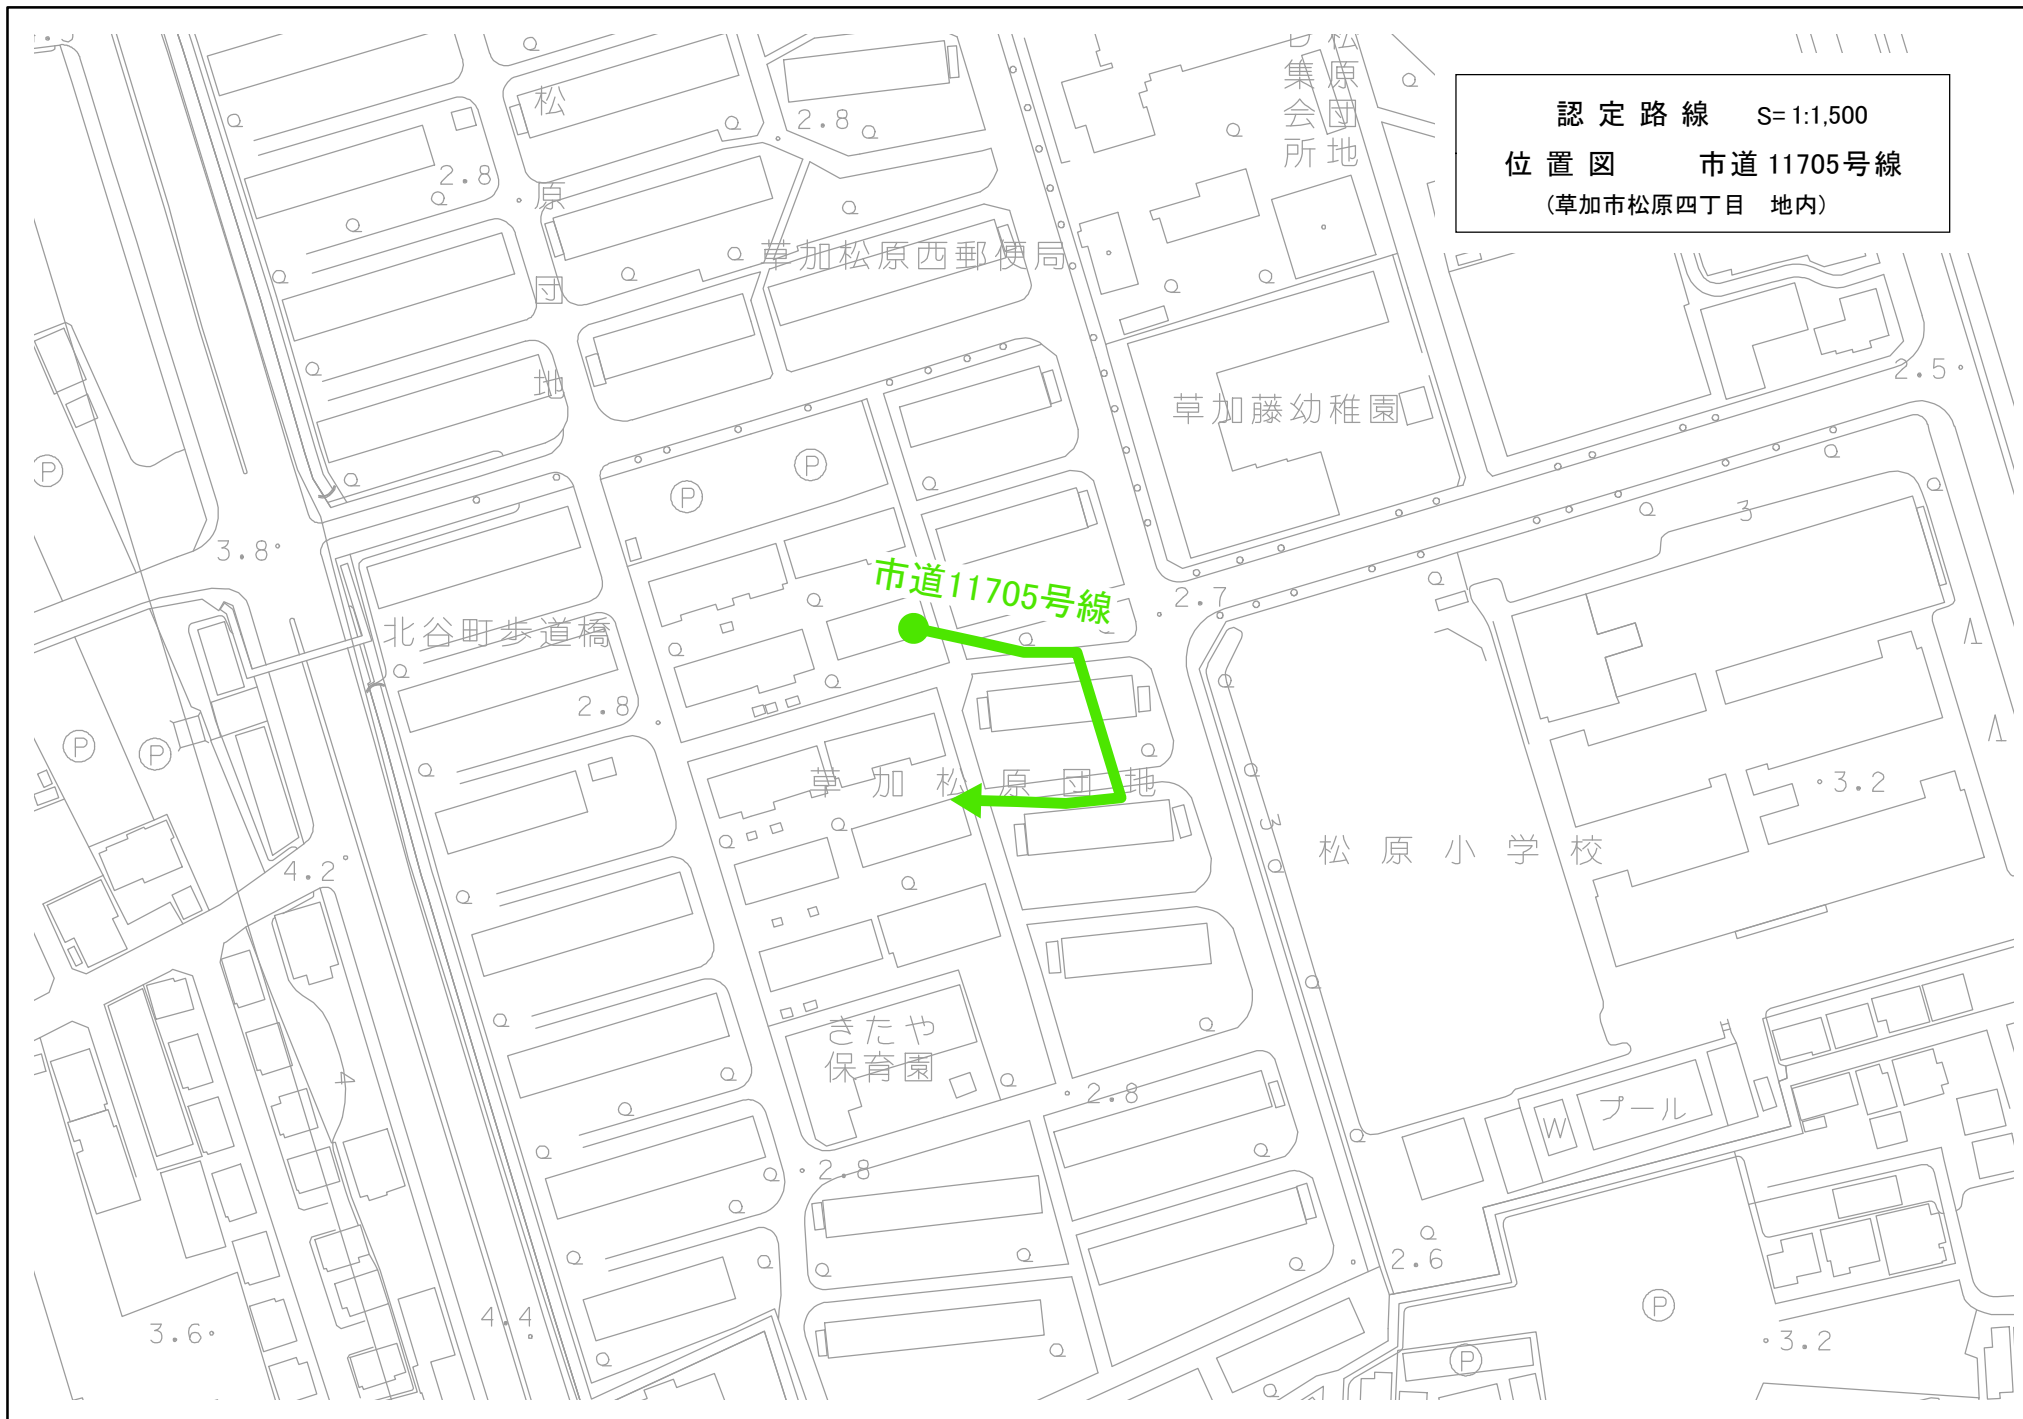 認定路線 S=1:1,500
位置図 市道11705号線
(草加市松原四丁目 地内)
松原団地
集会所
松原団地
2.8
2.8
草加松原西郵便局
草加藤幼稚園
2.5
P
P
P
3.8
市道11705号線
2.7
3
北谷町歩道橋
2.8
P
P
草加松原団地
3.2
3
松原小学校
4.2
きたや
保育園
4
2.8
プール
W
2.8
2.6
P
3.6
4.4
3.2
P